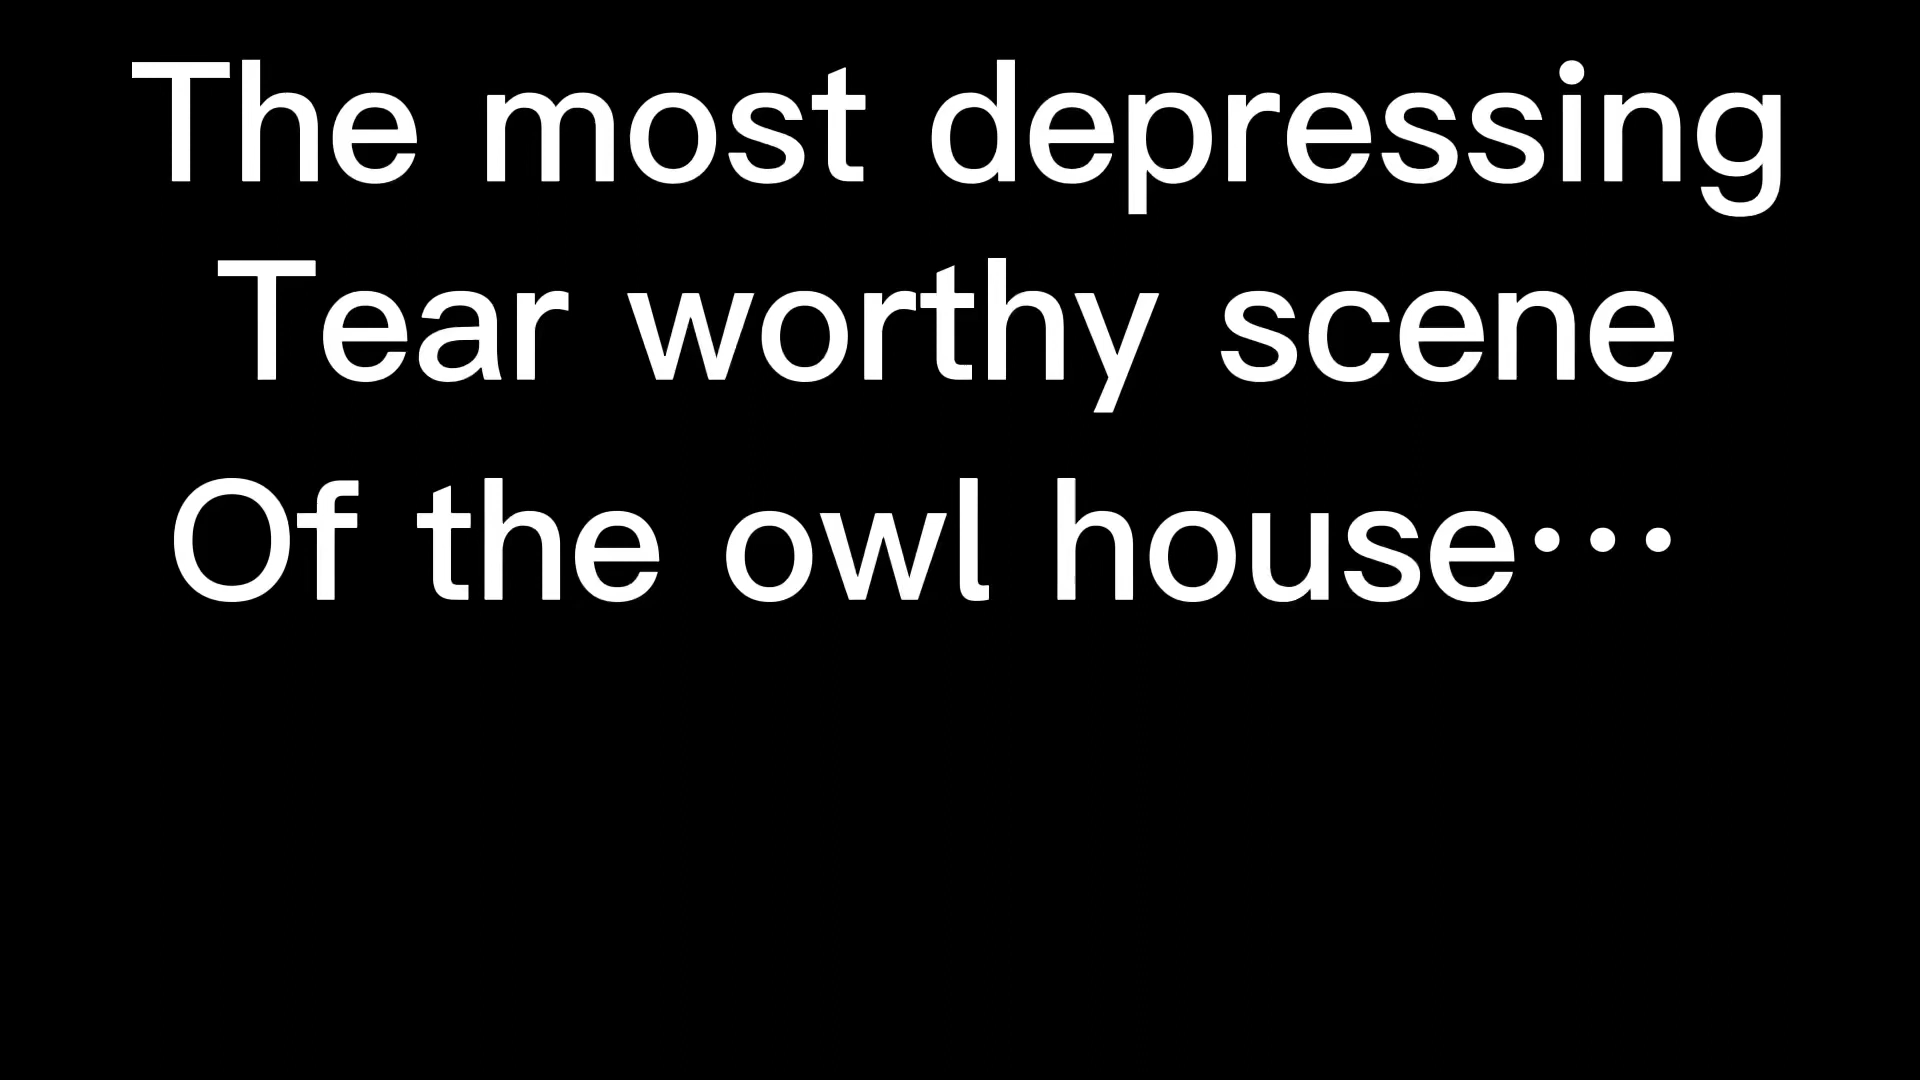 The most depressing
Tear worthy scene
Of the owl house…